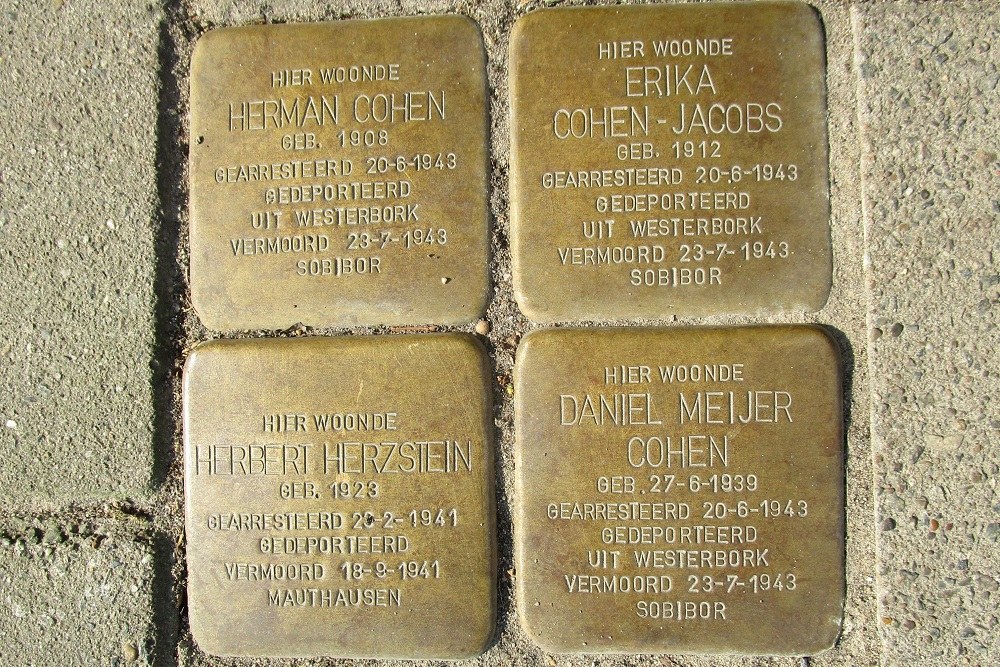 HIER WOONDE
HERMAN COHEN
GEB. 1908
GEARRESTEERD 20-6-1943
GEDEPORTEERD
UIT WESTERBORK
VERMOORD 23-7-1943
SOBIBOR
HIER WOONDE
ERIKA
COHEN-JACOBS
GEB. 1912
GEARRESTEERD 20-6-1943
GEDEPORTEERD
UIT WESTERBORK
VERMOORD 23-7-1943
SOBIBOR
HIER WOONDE
HERBERT HERZSTEIN
GEB. 1923
GEARRESTEERD
GEDEPORTEERD
VERMOORD 18-9-1941
MAUTHAUSEN
HIER WOONDE
DANIEL MEIJER
COHEN
GEB. 27-6-1939
GEARRESTEERD 20-6-1943
GEDEPORTEERD
UIT WESTERBORK
VERMOORD 23-7-1943
SOBIBOR